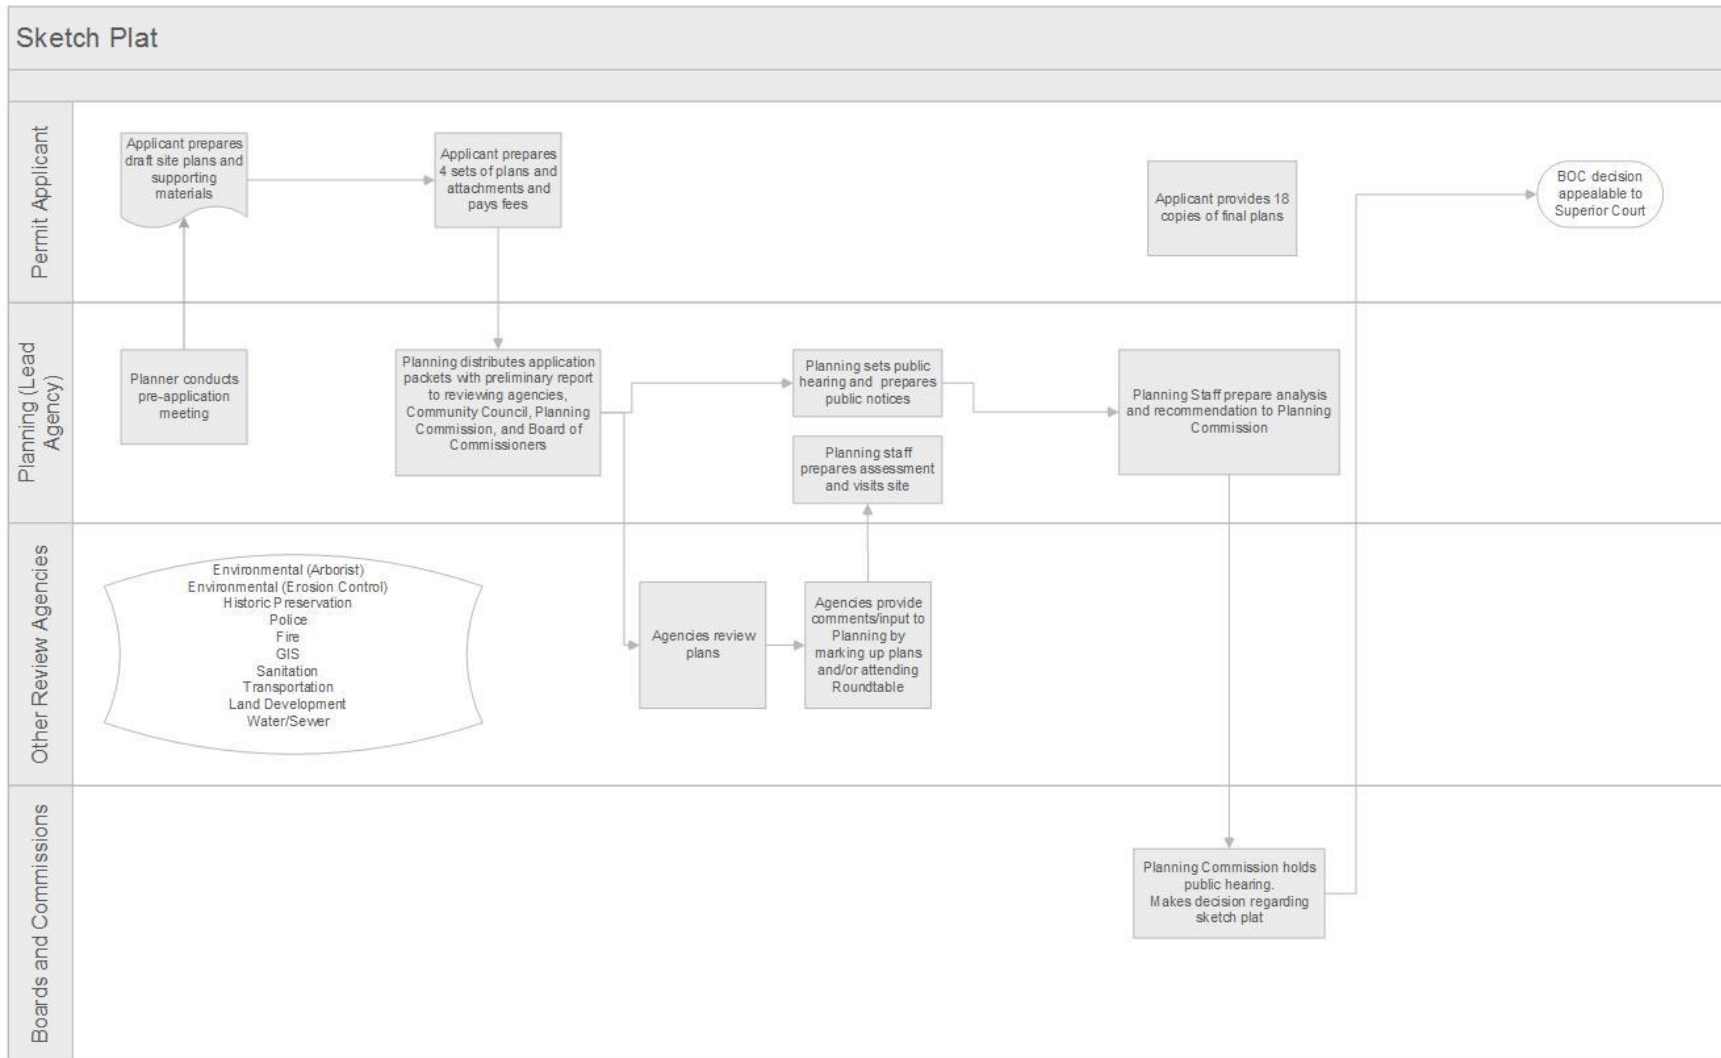 Sketch Plat
Permit Applicant
Applicant prepares
draft site plans and
supporting
materials
Applicant prepares
4 sets of plans and
attachments and
pays fees
Applicant provides 18
copies of final plans
BOC decision
appealable to
Superior Court
Planning (Lead
Agency)
Planner conducts
pre-application
meeting
Planning distributes application
packets with preliminary report
to reviewing agencies,
Community Council, Planning
Commission, and Board of
Commissioners
Planning sets public
hearing and prepares
public notices
Planning staff
prepares assessment
and visits site
Planning Staff prepare analysis
and recommendation to Planning
Commission
Other Review Agencies
Environmental (Arborist)
Environmental (Erosion Control)
Historic Preservation
Police
Fire
GIS
Sanitation
Transportation
Land Development
Water/Sewer
Agencies review
plans
Agencies provide
comments/input to
Planning by
marking up plans
and/or attending
Roundtable
Boards and Commissions
Planning Commission holds
public hearing.
Makes decision regarding
sketch plat